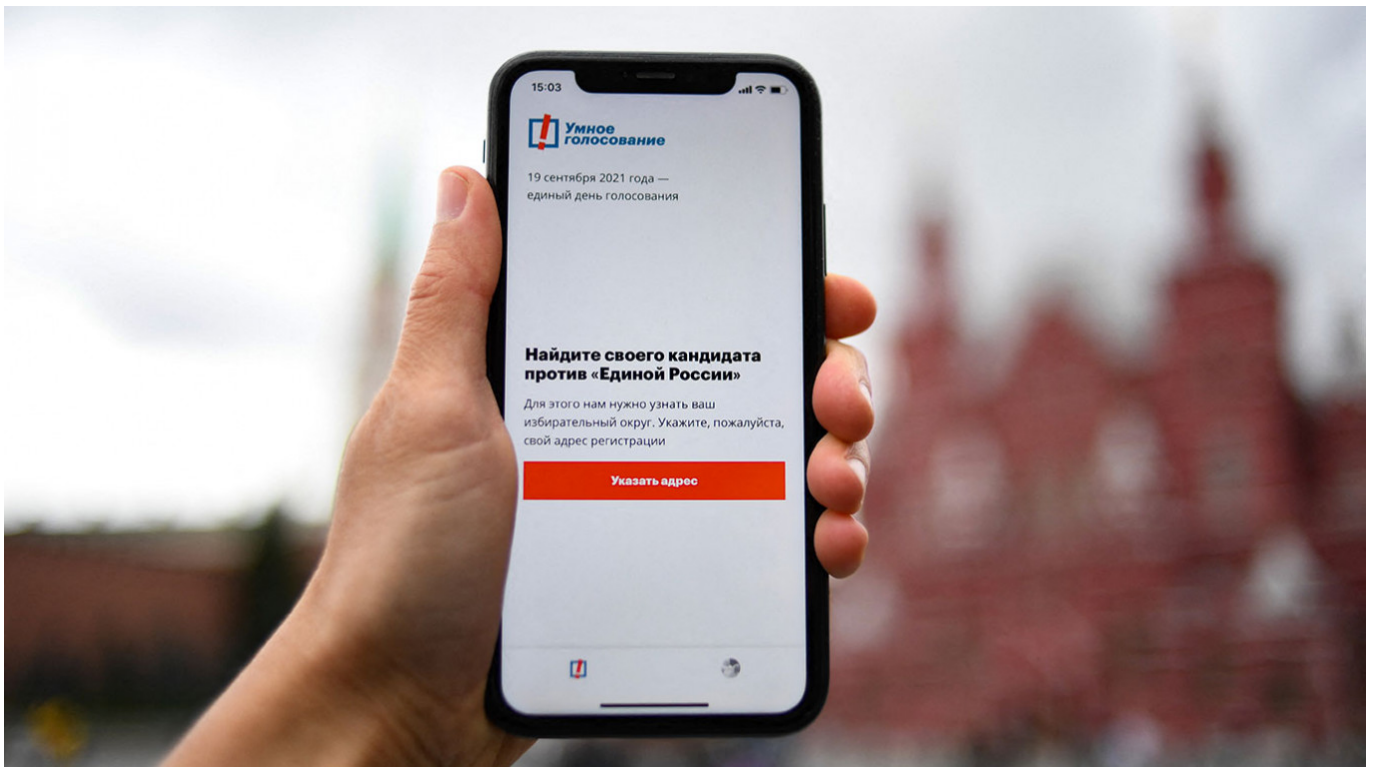 15:03
Умное
голосование
19 сентября 2021 года —
единый день голосования
Найдите своего кандидата
против «Единой России»
Для этого нам нужно узнать ваш
избирательный округ. Укажите, пожалуйста,
свой адрес регистрации
Указать адрес